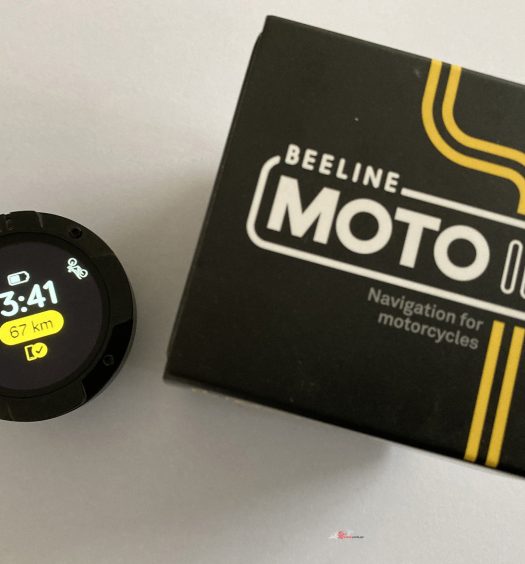 BEELINE
MOTO
Navigation for
motorcycles
3:41
67 km